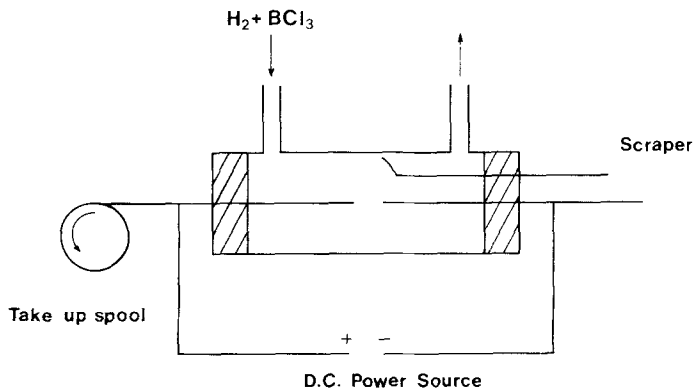 H₂+ BCl₃
Scraper
Take up spool
+ −
D.C. Power Source